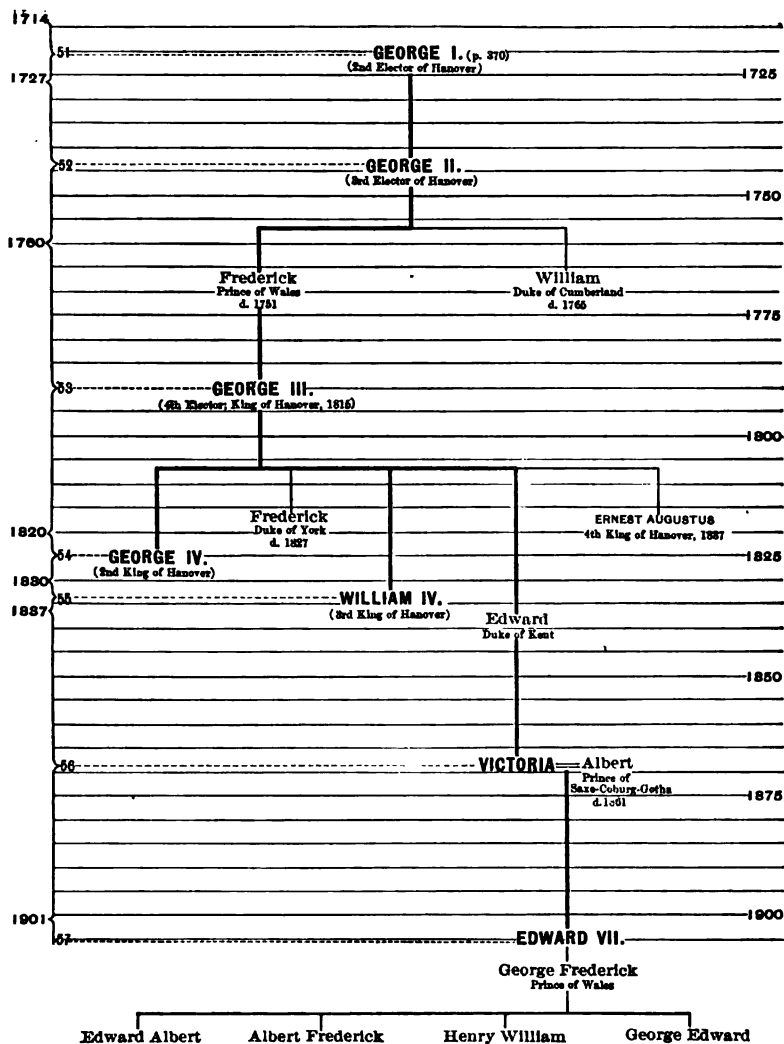 1714
51 GEORGE I. (p. 370)
(2nd Elector of Hanover)
1727
1725
52 GEORGE II.
(3rd Elector of Hanover)
1750
1760
Frederick
Prince of Wales
d. 1751
William
Duke of Cumberland
d. 1765
1775
53 GEORGE III.
(4th Elector; King of Hanover, 1815)
1800
Frederick
Duke of York
d. 1827
ERNEST AUGUSTUS
4th King of Hanover, 1837
1820
54 GEORGE IV.
(2nd King of Hanover)
1825
1830
55 WILLIAM IV.
(3rd King of Hanover)
1837
Edward
Duke of Kent
1850
56 VICTORIA Albert
Prince of
Saxe-Coburg-Gotha
d. 1861
1875
1901
1900
57 EDWARD VII.
George Frederick
Prince of Wales
Edward Albert Albert Frederick Henry William George Edward